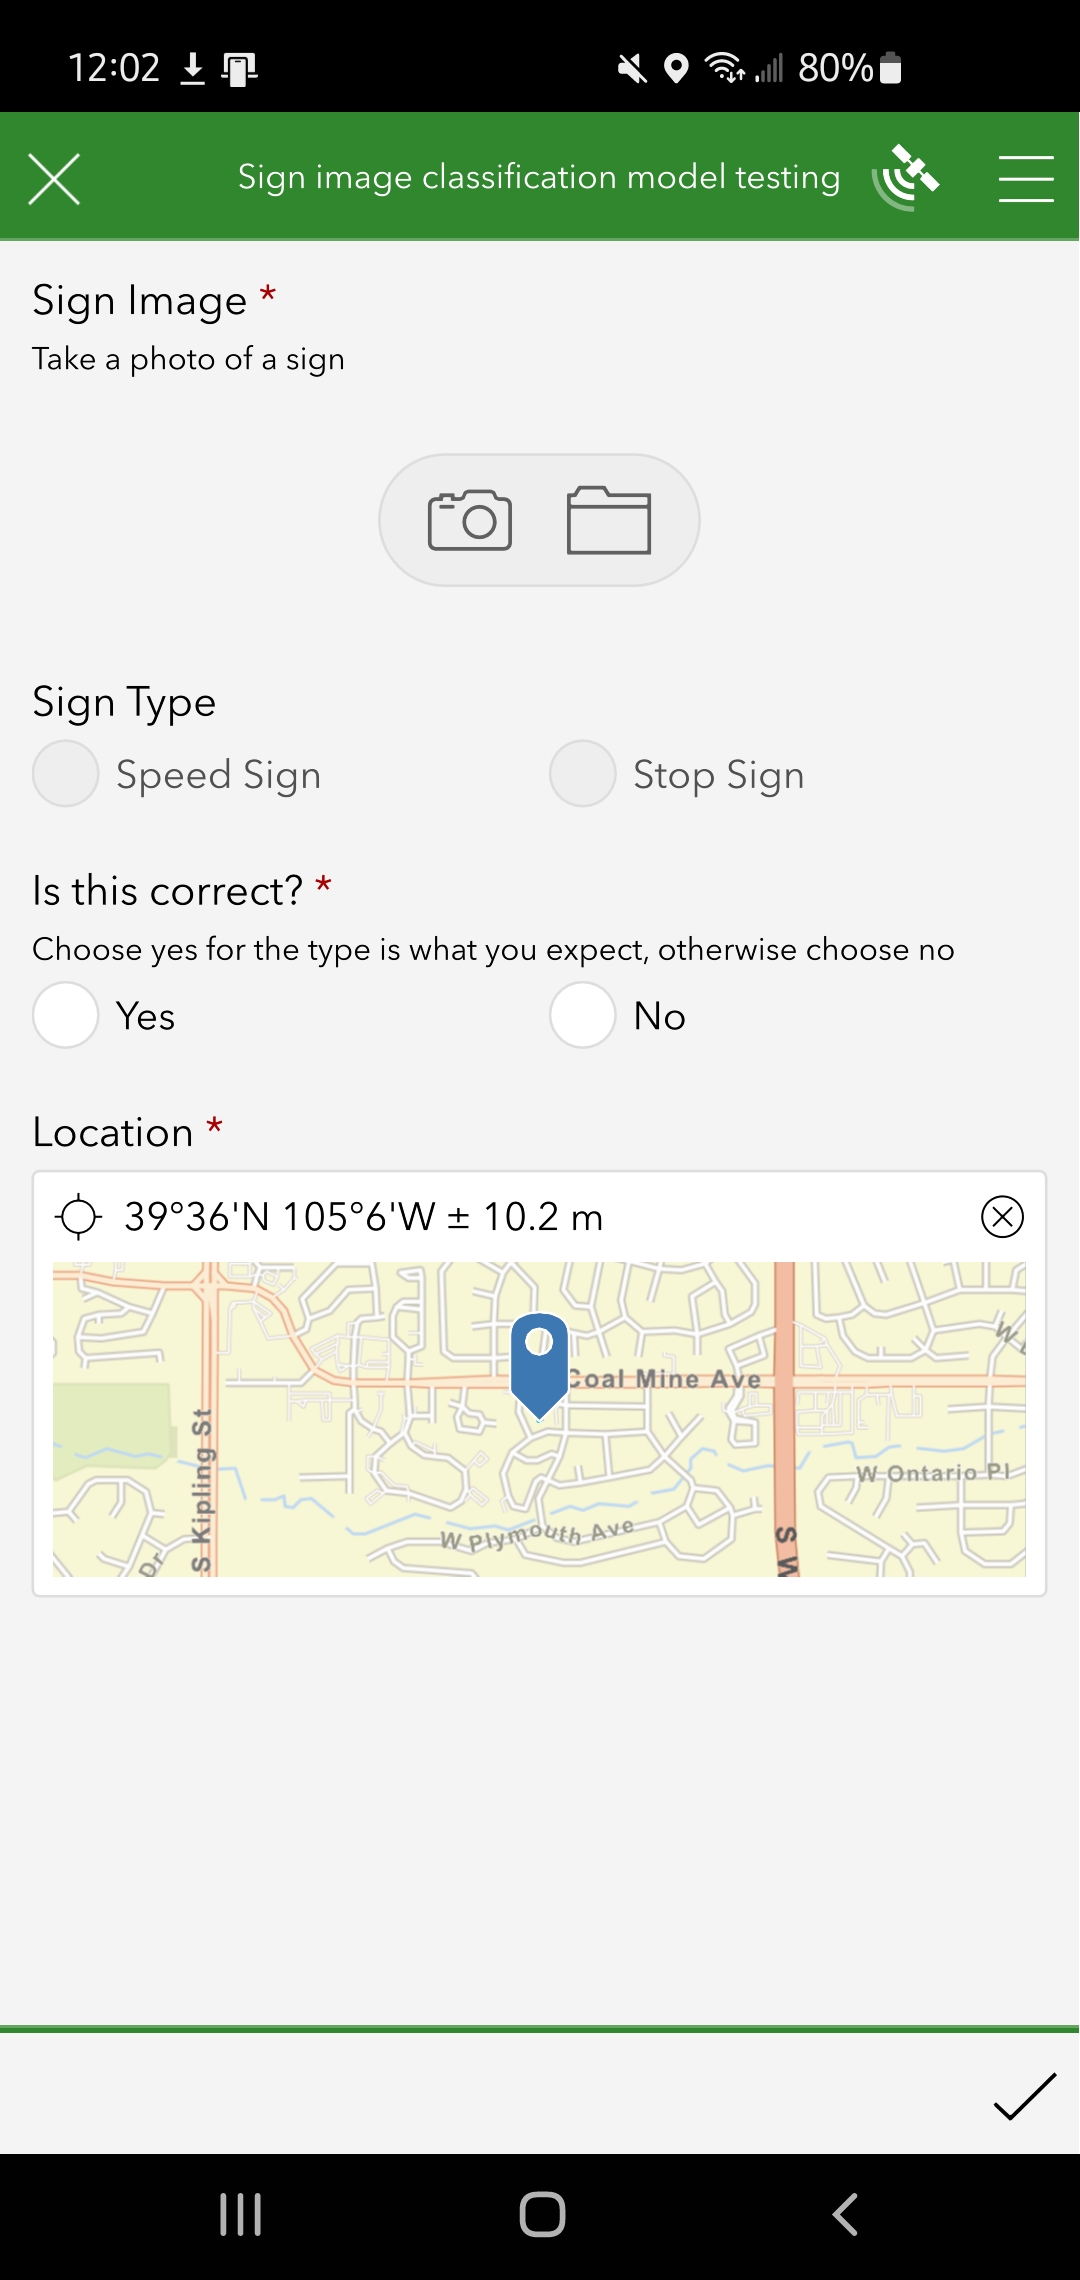 12:02
80%
Sign image classification model testing
Sign Image *
Take a photo of a sign
Sign Type
Speed Sign
Stop Sign
Is this correct? *
Choose yes for the type is what you expect, otherwise choose no
Yes
No
Location *
39°36'N 105°6'W ± 10.2 m
Coal Mine Ave
S Kipling St
W Ontario Pl
W Plymouth Ave
Dr
S W
W